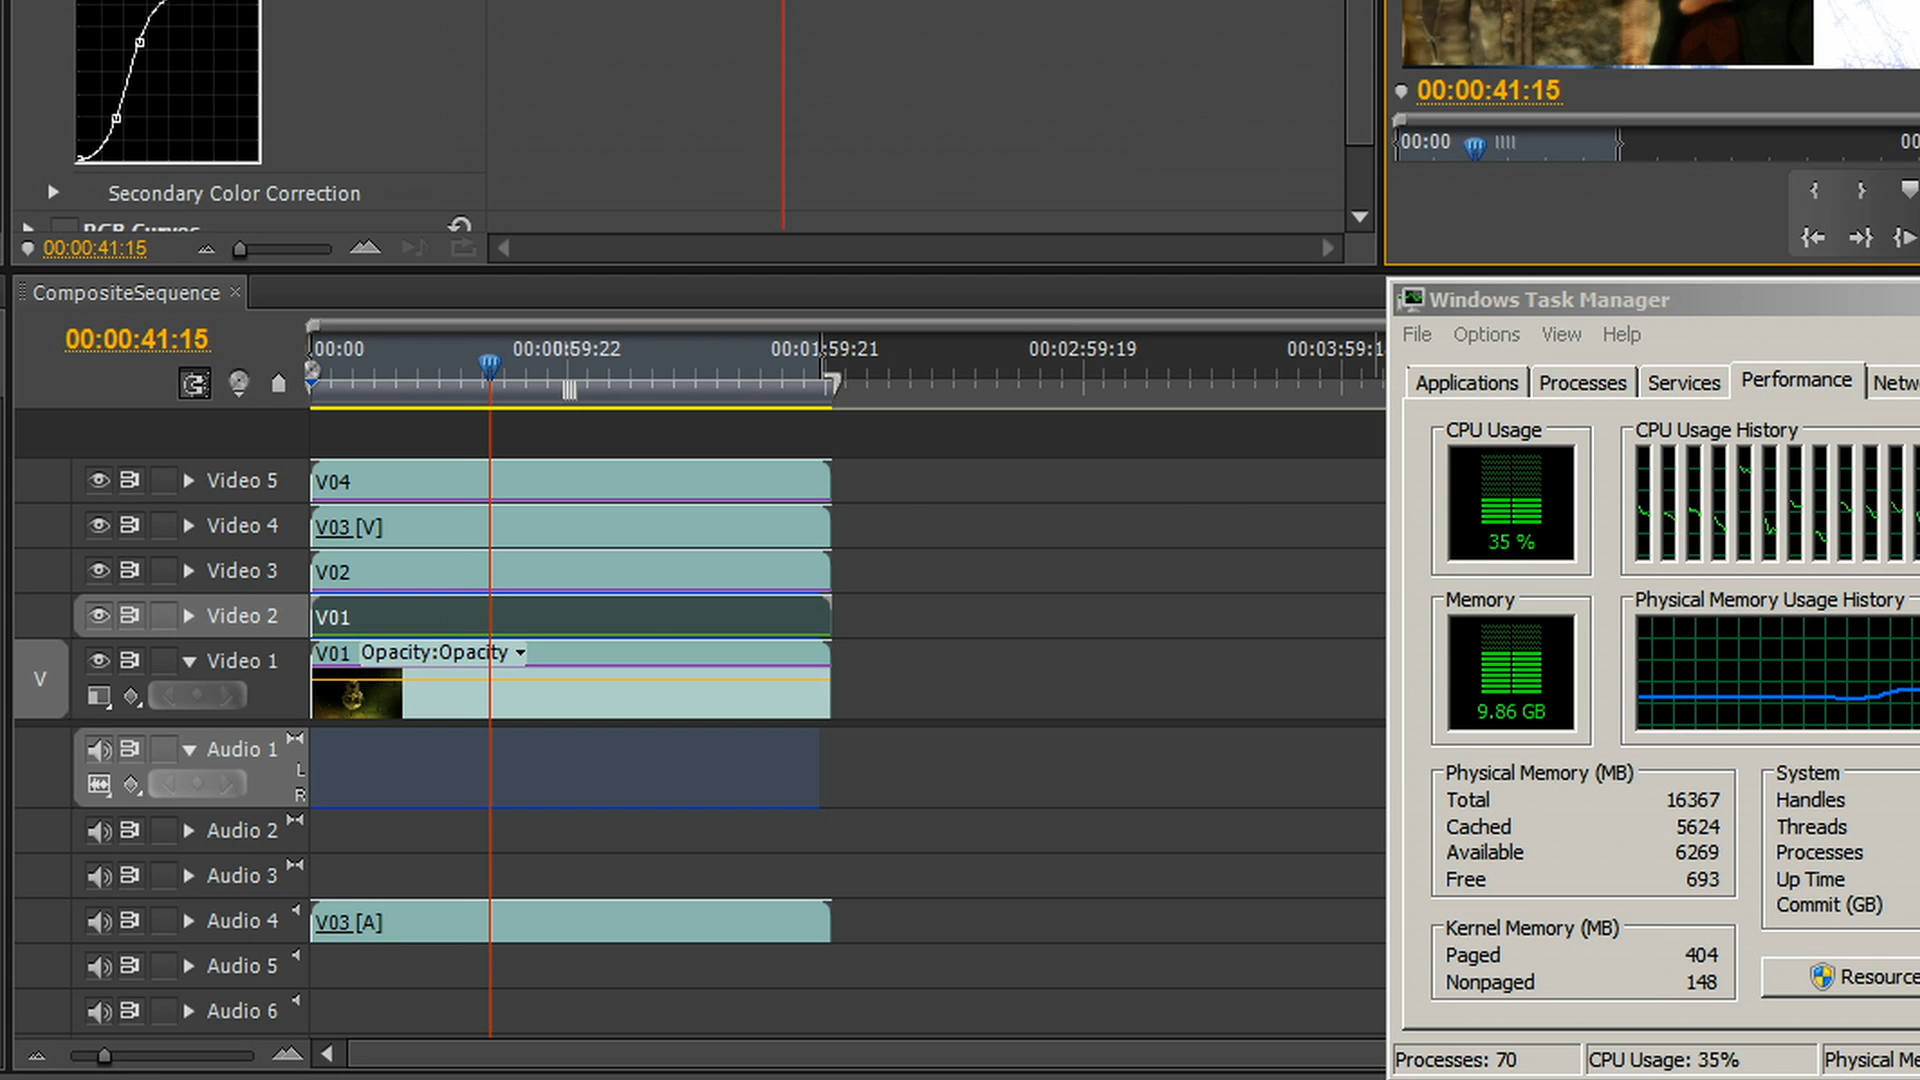 00:00:41:15
00:00
00
Secondary Color Correction
RGB Curves
00:00:41:15
CompositeSequence
00:00:41:15
00:00
00:00:59:22
00:01:59:21
00:02:59:19
00:03:59:1
Video 5
V04
Video 4
V03 [V]
Video 3
V02
Video 2
V01
V
Video 1
V01 Opacity:Opacity
Audio 1
L
R
Audio 2
Audio 3
Audio 4
V03 [A]
Audio 5
Audio 6
Windows Task Manager
File Options View Help
Applications Processes Services Performance Netw
CPU Usage
CPU Usage History
35 %
Memory
Physical Memory Usage History
9.86 GB
Physical Memory (MB)
Total 16367
Cached 5624
Available 6269
Free 693
System
Handles
Threads
Processes
Up Time
Commit (GB)
Kernel Memory (MB)
Paged 404
Nonpaged 148
Resource
Processes: 70
CPU Usage: 35%
Physical Me